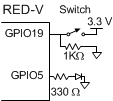 RED-V Switch
3.3 V
GPIO19
1KΩ
GPIO5
330 Ω